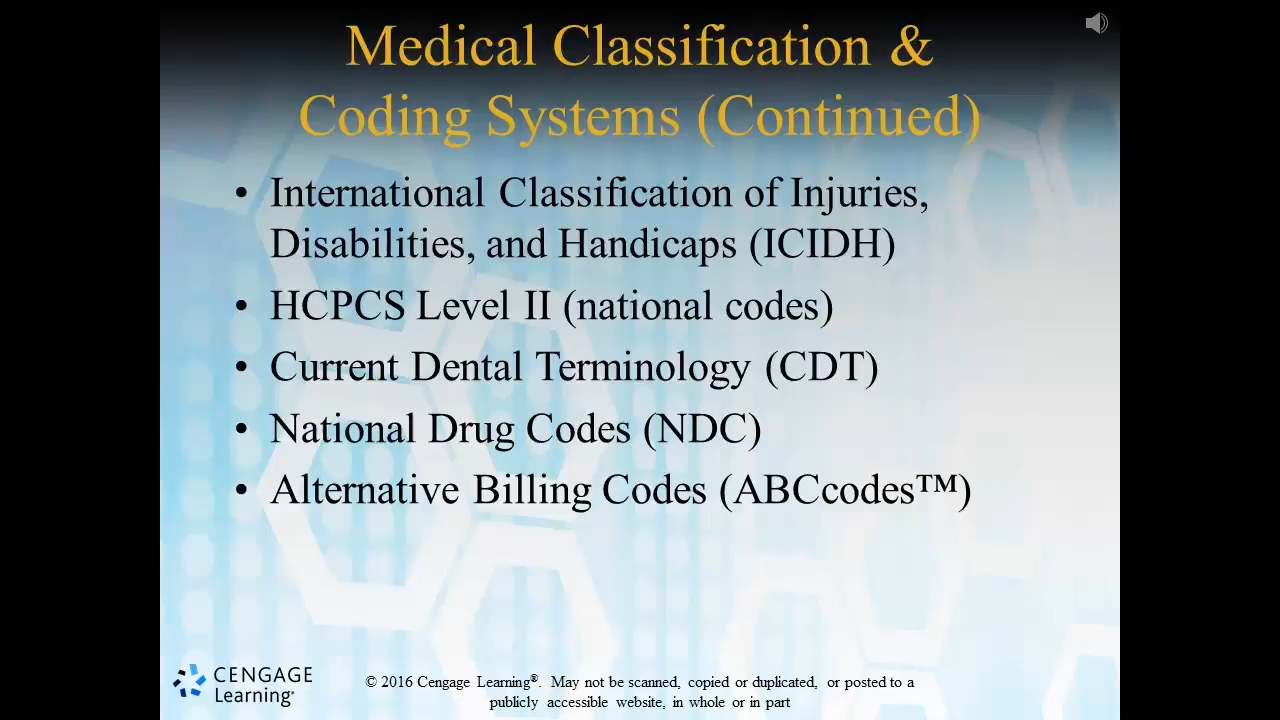 Medical Classification &
Coding Systems (Continued)
• International Classification of Injuries,
Disabilities, and Handicaps (ICIDH)
• HCPCS Level II (national codes)
• Current Dental Terminology (CDT)
• National Drug Codes (NDC)
• Alternative Billing Codes (ABCcodes™)
CENGAGE
Learning®
© 2016 Cengage Learning®. May not be scanned, copied or duplicated, or posted to a
publicly accessible website, in whole or in part